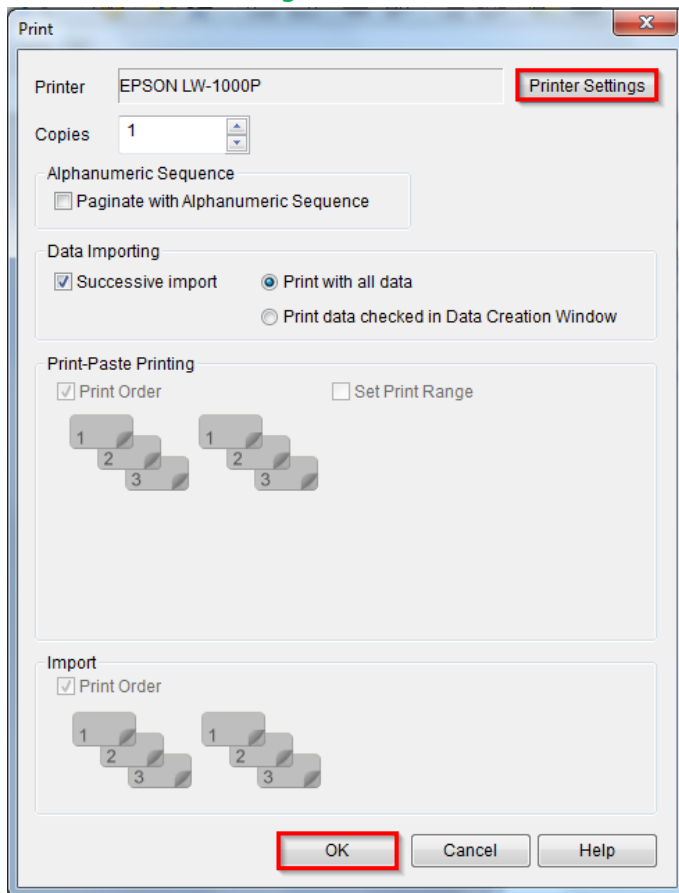 Print
Printer EPSON LW-1000P Printer Settings
Copies 1
Alphanumeric Sequence
Paginate with Alphanumeric Sequence
Data Importing
Successive import Print with all data
Print data checked in Data Creation Window
Print-Paste Printing
Print Order Set Print Range
1 1
2 2
3 3
Import
Print Order
1 1
2 2
3 3
OK Cancel Help